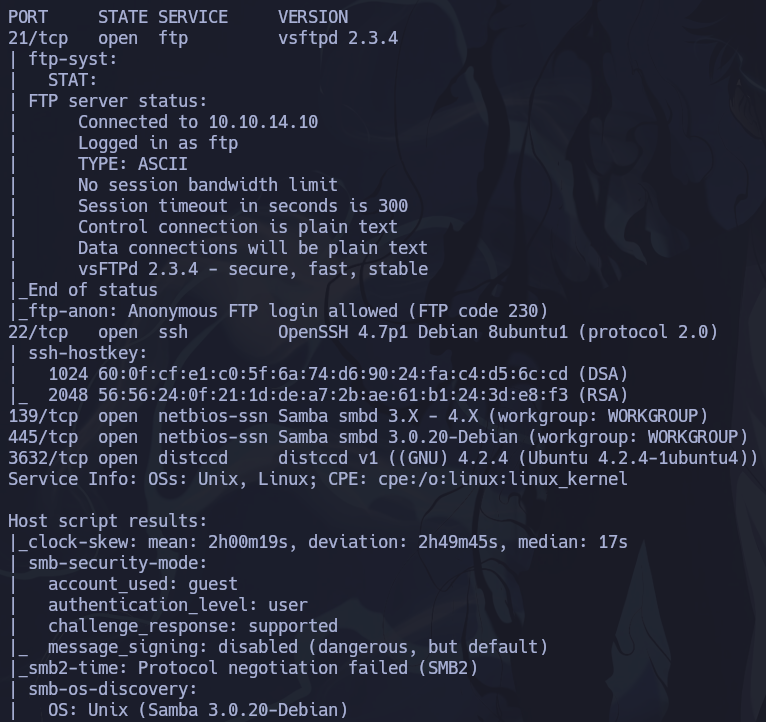 PORT     STATE SERVICE     VERSION
21/tcp   open  ftp         vsftpd 2.3.4
| ftp-syst:
|   STAT:
| FTP server status:
|      Connected to 10.10.14.10
|      Logged in as ftp
|      TYPE: ASCII
|      No session bandwidth limit
|      Session timeout in seconds is 300
|      Control connection is plain text
|      Data connections will be plain text
|      vsFTPd 2.3.4 - secure, fast, stable
|_End of status
|_ftp-anon: Anonymous FTP login allowed (FTP code 230)
22/tcp   open  ssh         OpenSSH 4.7p1 Debian 8ubuntu1 (protocol 2.0)
| ssh-hostkey:
|   1024 60:0f:cf:e1:c0:5f:6a:74:d6:90:24:fa:c4:d5:6c:cd (DSA)
|_  2048 56:56:24:0f:21:1d:de:a7:2b:ae:61:b1:24:3d:e8:f3 (RSA)
139/tcp  open  netbios-ssn Samba smbd 3.X - 4.X (workgroup: WORKGROUP)
445/tcp  open  netbios-ssn Samba smbd 3.0.20-Debian (workgroup: WORKGROUP)
3632/tcp open  distccd     distccd v1 ((GNU) 4.2.4 (Ubuntu 4.2.4-1ubuntu4))
Service Info: OSs: Unix, Linux; CPE: cpe:/o:linux:linux_kernel

Host script results:
|_clock-skew: mean: 2h00m19s, deviation: 2h49m45s, median: 17s
| smb-security-mode:
|   account_used: guest
|   authentication_level: user
|   challenge_response: supported
|_  message_signing: disabled (dangerous, but default)
|_smb2-time: Protocol negotiation failed (SMB2)
| smb-os-discovery:
|   OS: Unix (Samba 3.0.20-Debian)